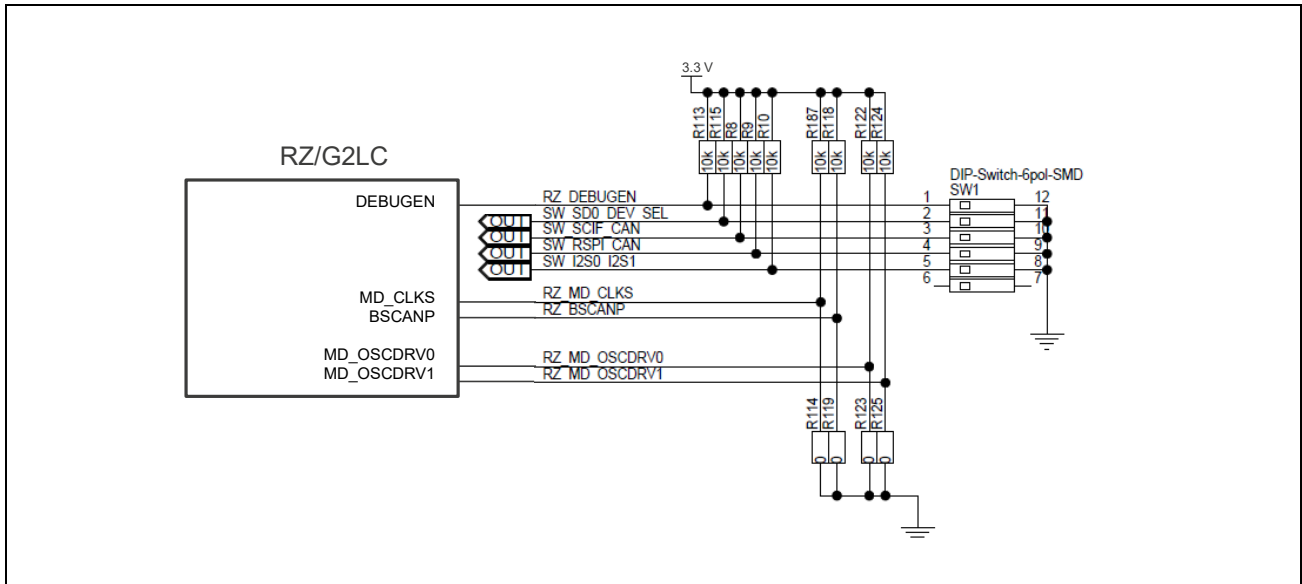 3.3 V
R113
R115
R8
R9
R10
R187
R118
R122
R124
10k
10k
10k
10k
10k
10k
10k
10k
10k
RZ/G2LC
DIP-Switch-6pol-SMD
SW1
DEBUGEN
RZ_DEBUGEN
1
12
OUT
SW_SD0_DEV_SEL
2
11
OUT
SW_SCIF_CAN
3
10
OUT
SW_RSPI_CAN
4
9
OUT
SW_I2S0_I2S1
5
8
6
7
MD_CLKS
RZ_MD_CLKS
BSCANP
RZ_BSCANP
MD_OSCDRV0
RZ_MD_OSCDRV0
MD_OSCDRV1
RZ_MD_OSCDRV1
R114
R119
R123
R125
0
0
0
0